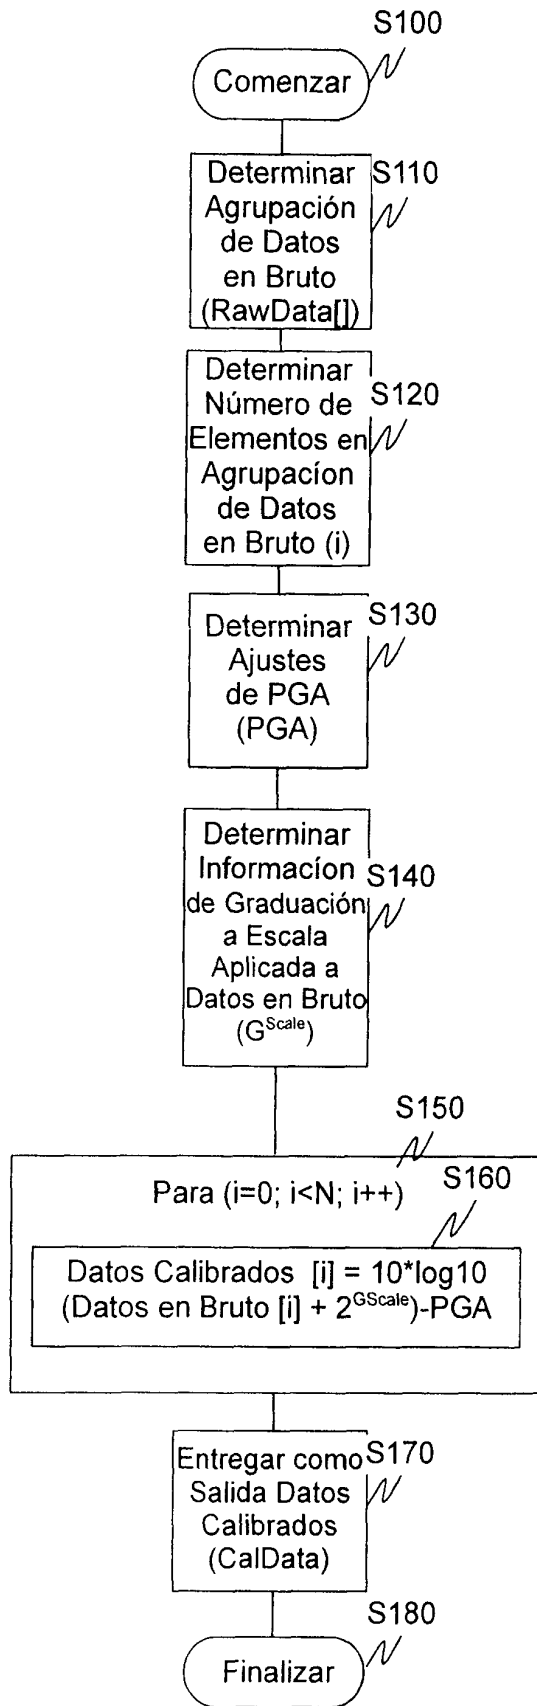 S100
Comenzar
S110
Determinar
Agrupación
de Datos
en Bruto
(RawData[])
S120
Determinar
Número de
Elementos en
Agrupacíon
de Datos
en Bruto (i)
S130
Determinar
Ajustes
de PGA
(PGA)
S140
Determinar
Informacíon
de Graduación
a Escala
Aplicada a
Datos en Bruto
(G^Scale)
S150
Para (i=0; i<N; i++)
S160
Datos Calibrados [i] = 10*log10
(Datos en Bruto [i] + 2^GScale)-PGA
S170
Entregar como
Salida Datos
Calibrados
(CalData)
S180
Finalizar